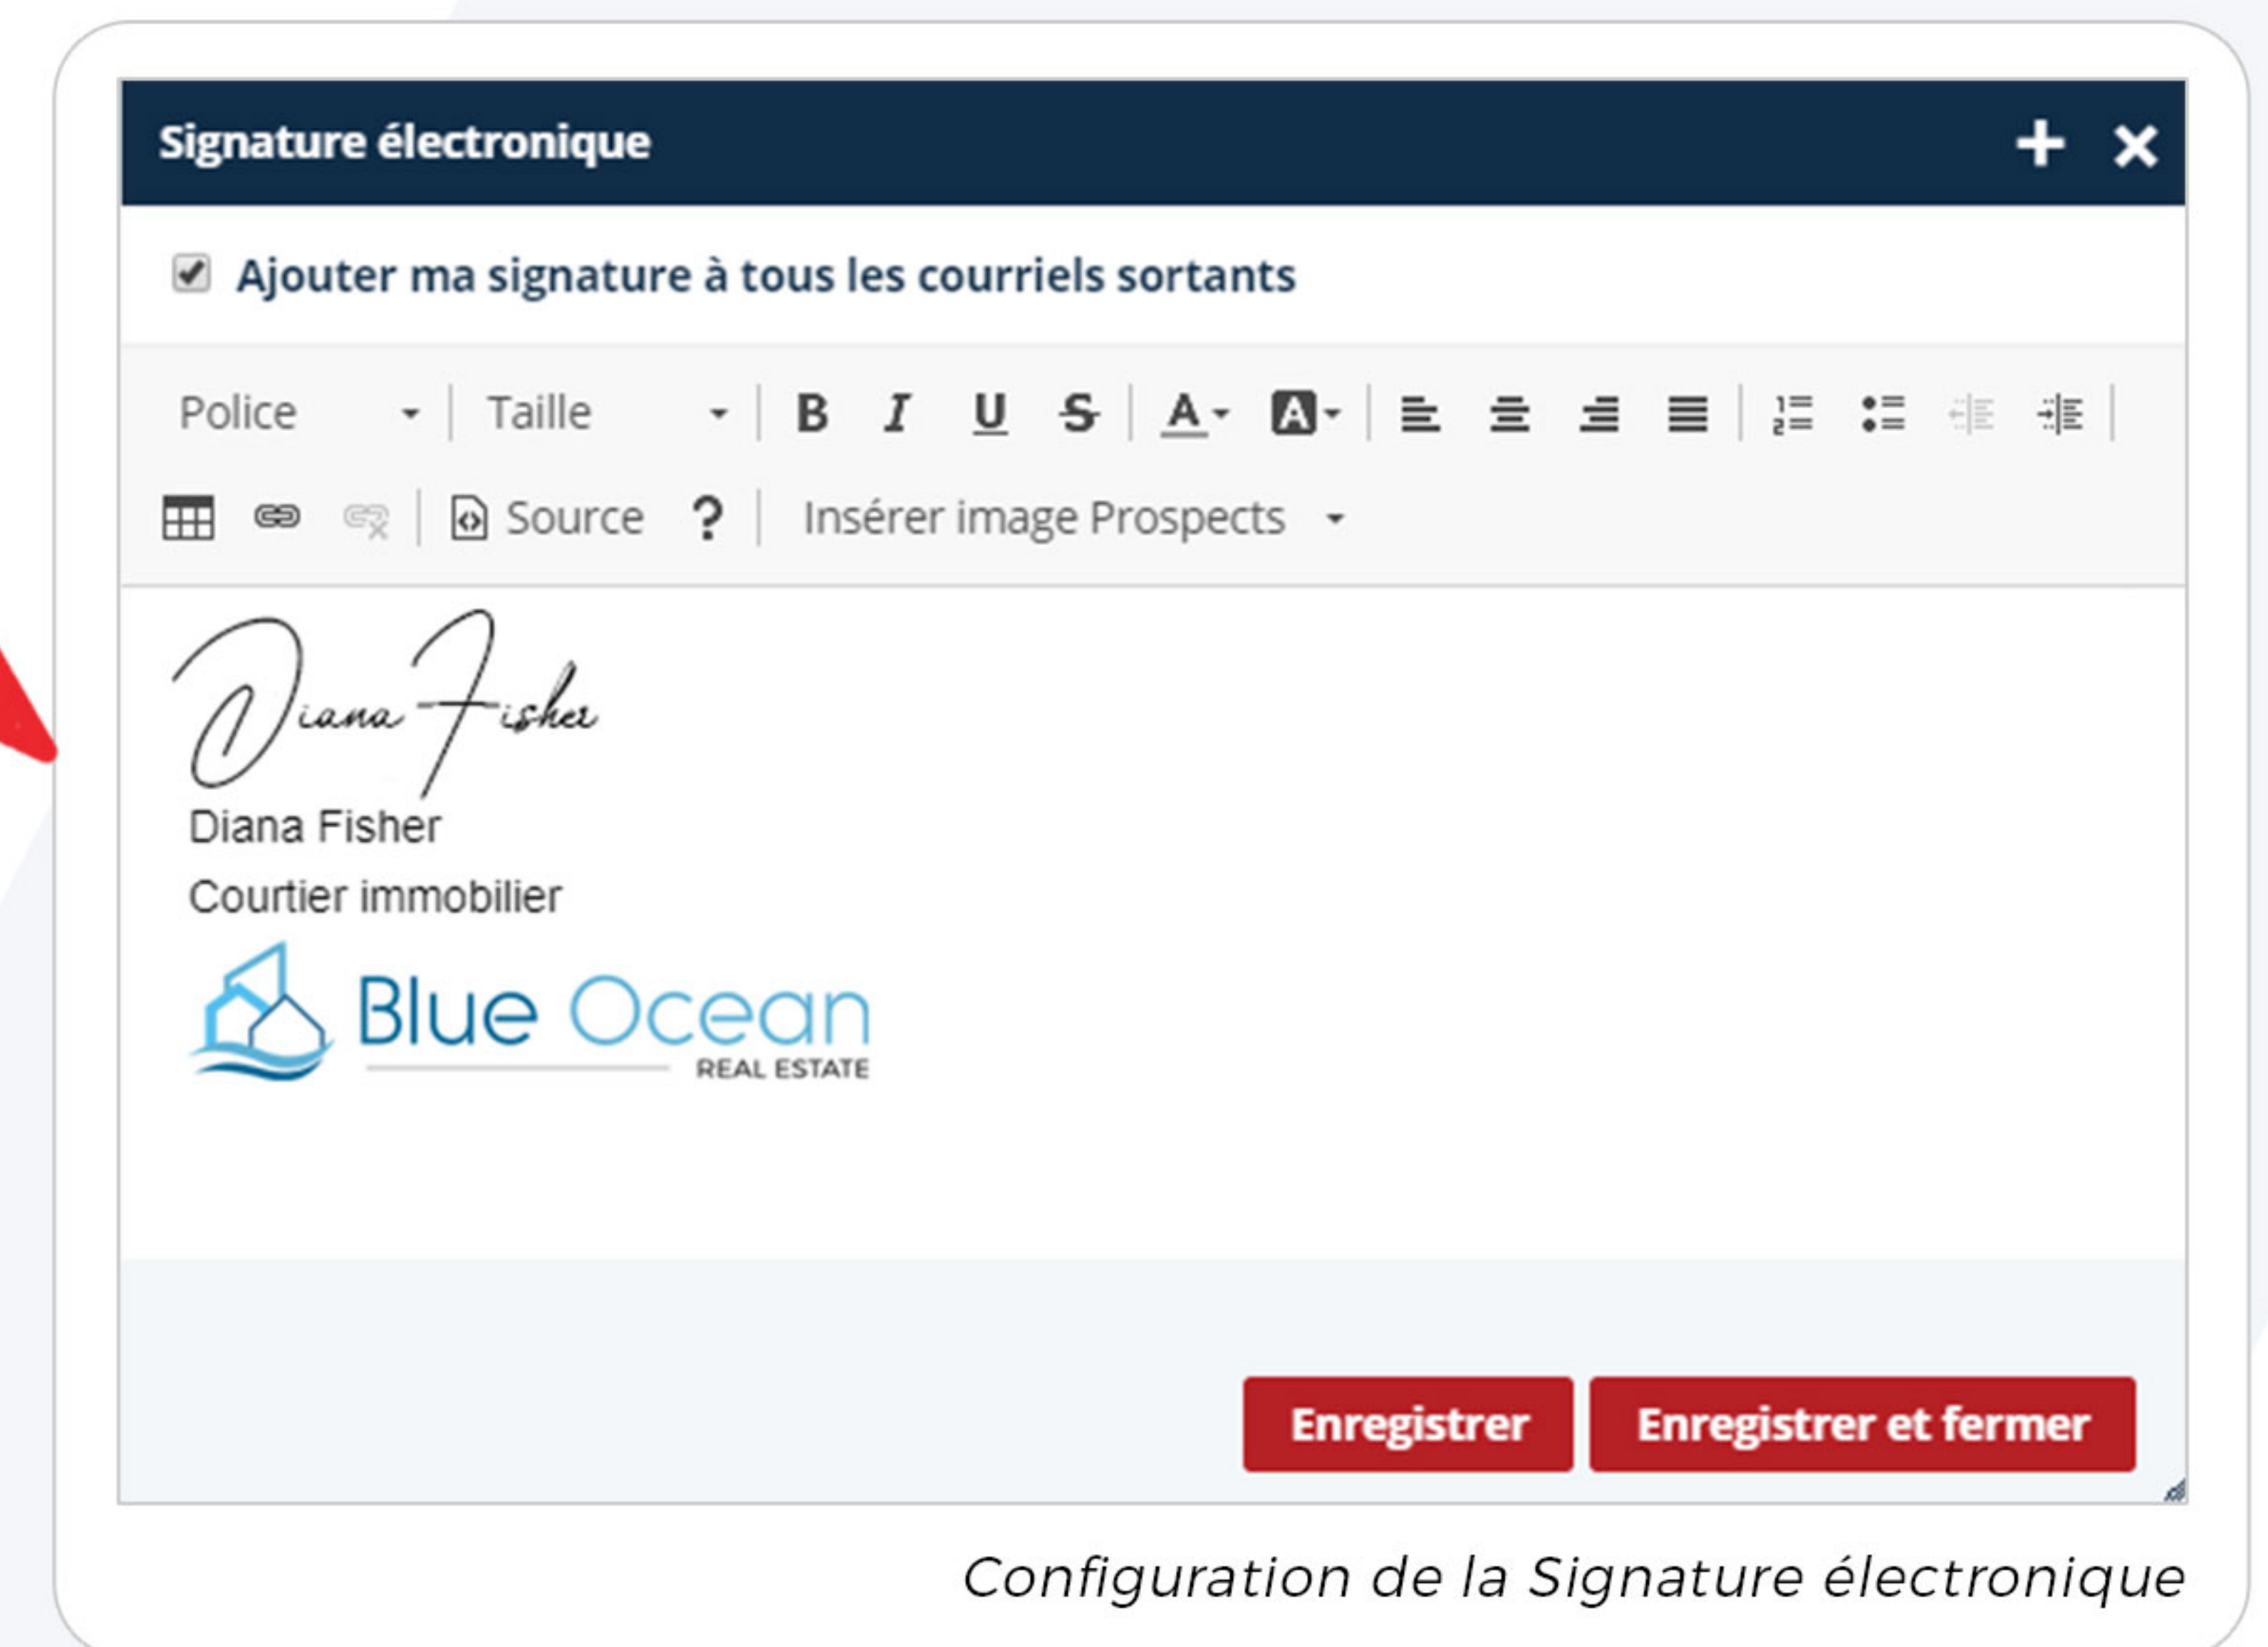 Signature électronique
Ajouter ma signature à tous les courriels sortants
Police Taille B I U S A A
Source ? Insérer image Prospects
Diana Fisher
Diana Fisher
Courtier immobilier
Blue Ocean
REAL ESTATE
Enregistrer Enregistrer et fermer
Configuration de la Signature électronique